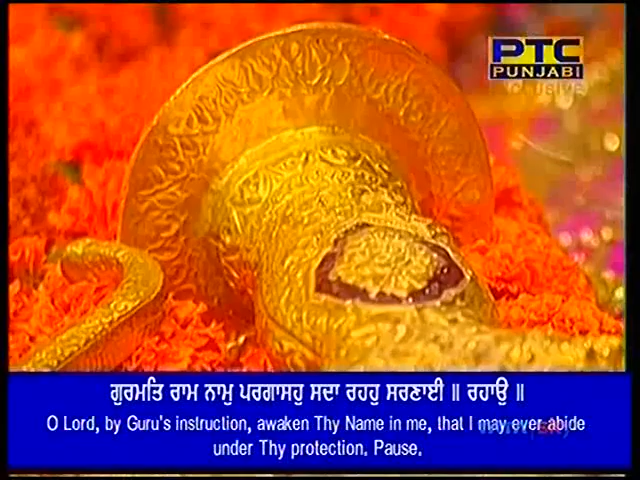 PTC
PUNJABI
EXCLUSIVE
ਗੁਰਮਤਿ ਰਾਮ ਨਾਮੁ ਪਰਗਾਸਹੁ ਸਦਾ ਰਹਹੁ ਸਰਣਾਈ ॥ ਰਹਾਉ ॥
O Lord, by Guru's instruction, awaken Thy Name in me, that I may ever abide
under Thy protection. Pause.